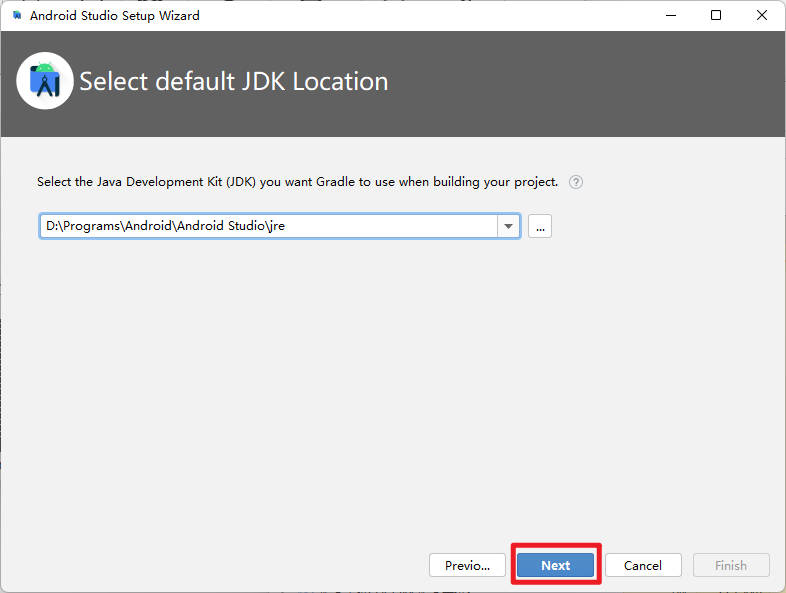 Android Studio Setup Wizard
Select default JDK Location
Select the Java Development Kit (JDK) you want Gradle to use when building your project. ?
D:\Programs\Android\Android Studio\jre ...
Previo... Next Cancel Finish